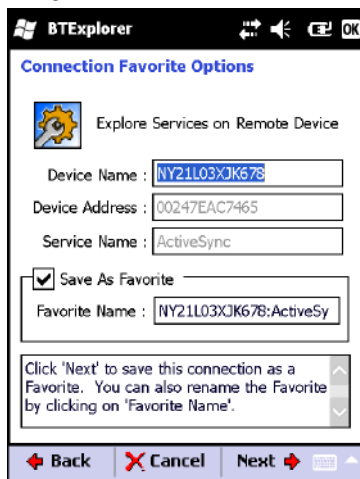 BTExplorer OK
Connection Favorite Options
Explore Services on Remote Device
Device Name : NY21L03XJK678
Device Address : 00247EAC7465
Service Name : ActiveSync
Save As Favorite
Favorite Name : NY21L03XJK678:ActiveSy
Click 'Next' to save this connection as a
Favorite. You can also rename the Favorite
by clicking on 'Favorite Name'.
Back Cancel Next